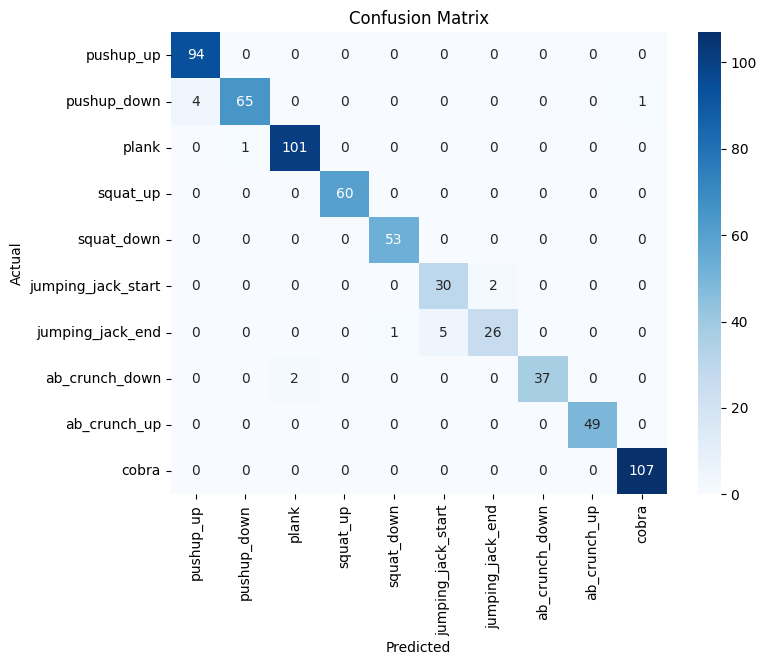 Confusion Matrix
pushup_up 94 0 0 0 0 0 0 0 0 0
pushup_down 4 65 0 0 0 0 0 0 0 1
plank 0 1 101 0 0 0 0 0 0 0
squat_up 0 0 0 60 0 0 0 0 0 0
squat_down 0 0 0 0 53 0 0 0 0 0
jumping_jack_start 0 0 0 0 0 30 2 0 0 0
jumping_jack_end 0 0 0 0 1 5 26 0 0 0
ab_crunch_down 0 0 2 0 0 0 0 37 0 0
ab_crunch_up 0 0 0 0 0 0 0 0 49 0
cobra 0 0 0 0 0 0 0 0 0 107
Actual
pushup_up
pushup_down
plank
squat_up
squat_down
jumping_jack_start
jumping_jack_end
ab_crunch_down
ab_crunch_up
cobra
Predicted
100
80
60
40
20
0